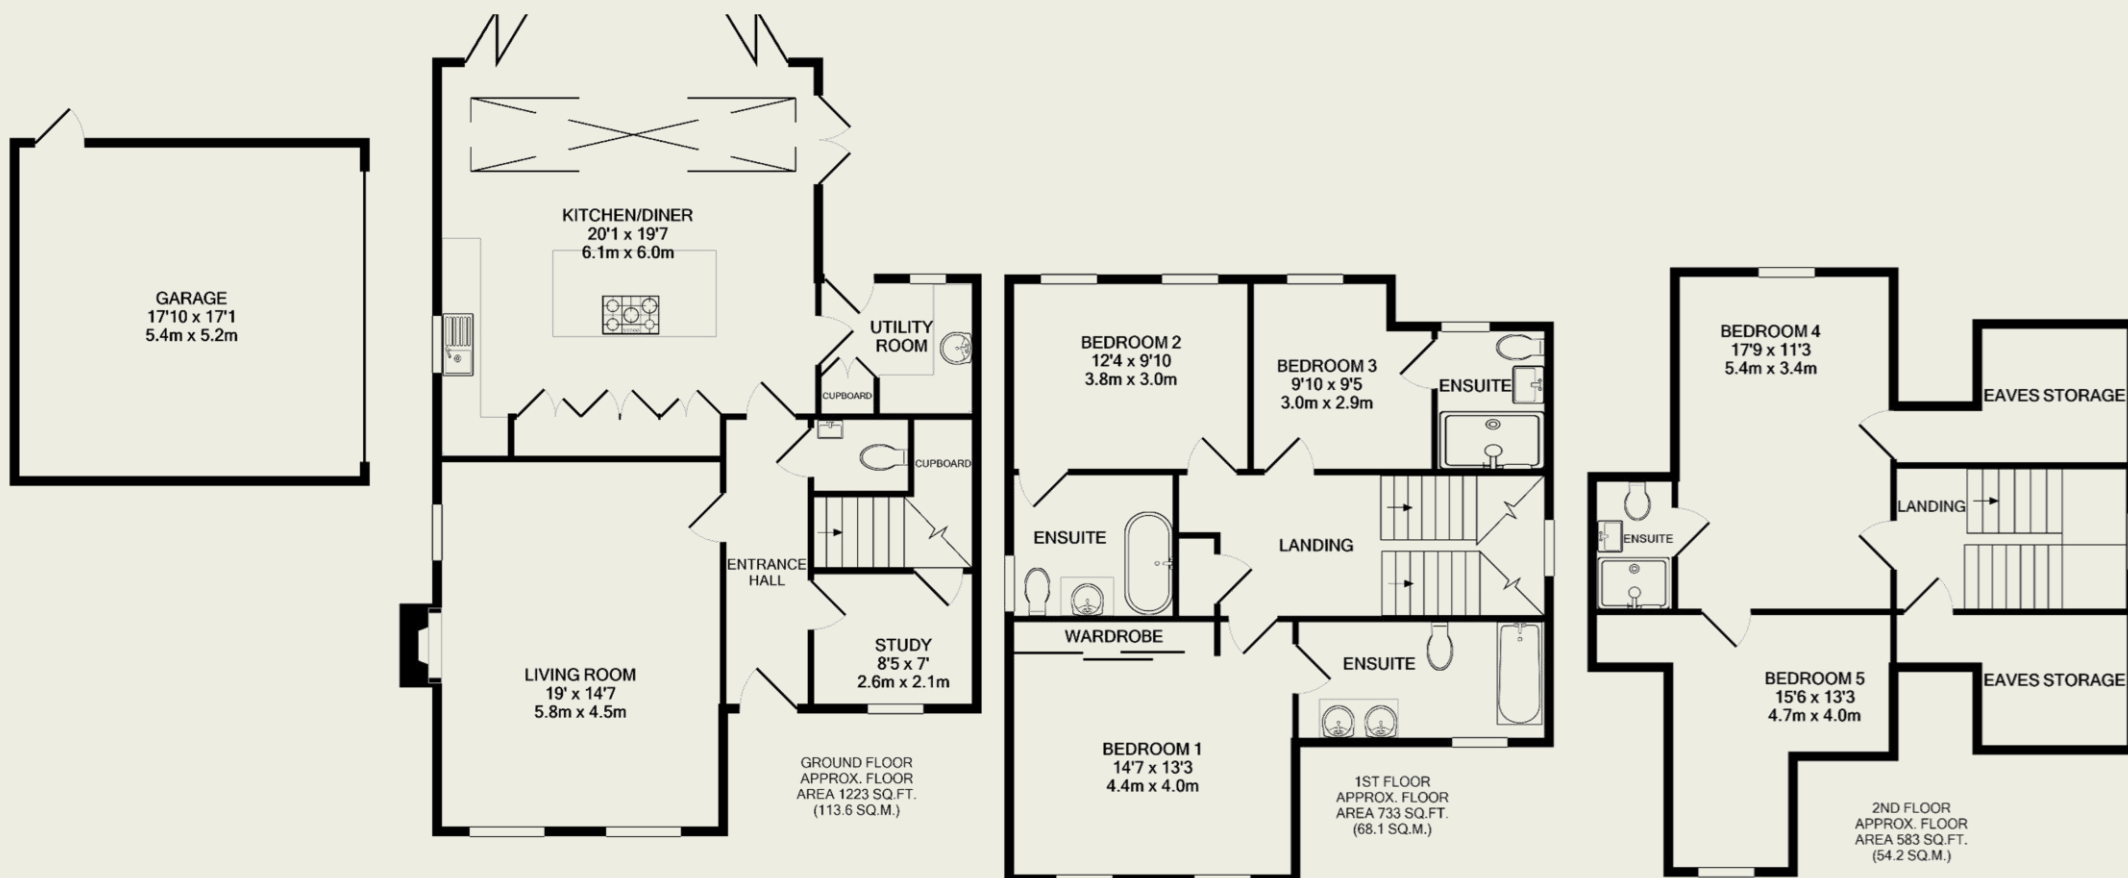 GARAGE
17'10 x 17'1
5.4m x 5.2m
KITCHEN/DINER
20'1 x 19'7
6.1m x 6.0m
UTILITY
ROOM
CUPBOARD
CUPBOARD
ENTRANCE
HALL
STUDY
8'5 x 7'
2.6m x 2.1m
LIVING ROOM
19' x 14'7
5.8m x 4.5m
GROUND FLOOR
APPROX. FLOOR
AREA 1223 SQ.FT.
(113.6 SQ.M.)
BEDROOM 2
12'4 x 9'10
3.8m x 3.0m
BEDROOM 3
9'10 x 9'5
3.0m x 2.9m
ENSUITE
ENSUITE
LANDING
WARDROBE
ENSUITE
BEDROOM 1
14'7 x 13'3
4.4m x 4.0m
1ST FLOOR
APPROX. FLOOR
AREA 733 SQ.FT.
(68.1 SQ.M.)
BEDROOM 4
17'9 x 11'3
5.4m x 3.4m
EAVES STORAGE
LANDING
ENSUITE
BEDROOM 5
15'6 x 13'3
4.7m x 4.0m
EAVES STORAGE
2ND FLOOR
APPROX. FLOOR
AREA 583 SQ.FT.
(54.2 SQ.M.)